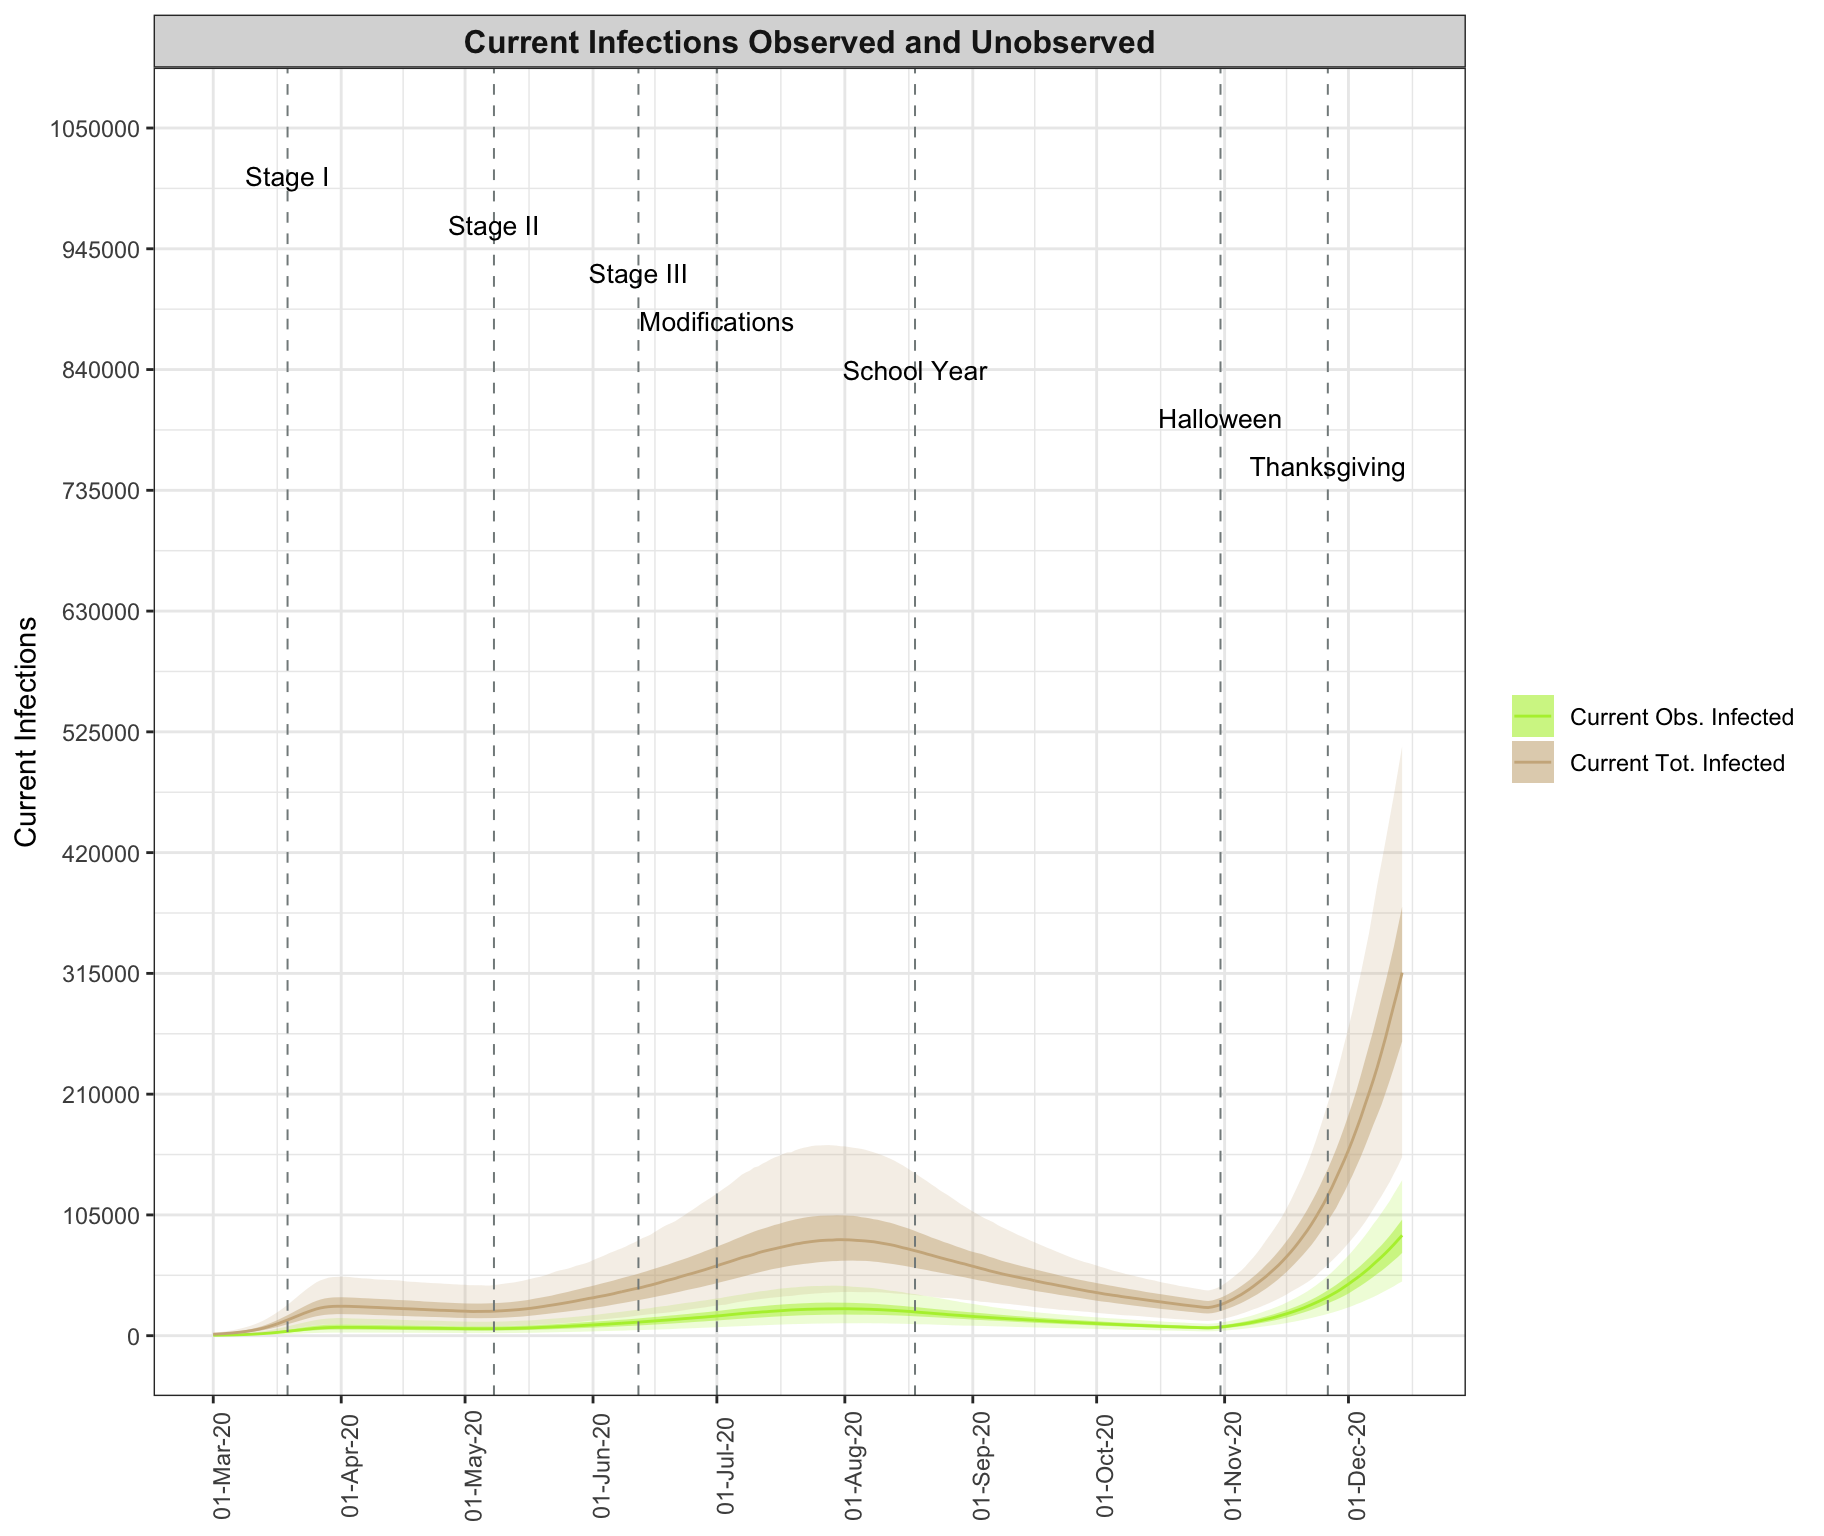 Current Infections Observed and Unobserved
1050000
Stage I
Stage II
945000
Stage III
Modifications
840000
School Year
Halloween
Thanksgiving
735000
630000
Current Infections
525000
Current Obs. Infected
Current Tot. Infected
420000
315000
210000
105000
0
01-Mar-20
01-Apr-20
01-May-20
01-Jun-20
01-Jul-20
01-Aug-20
01-Sep-20
01-Oct-20
01-Nov-20
01-Dec-20